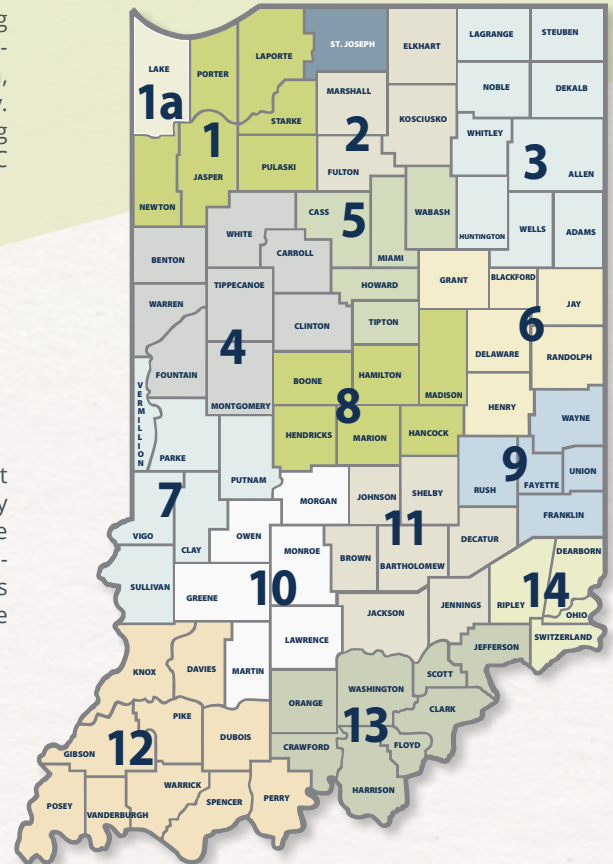 g
-
,
y.
g
LAGRANGE STEUBEN
ST. JOSEPH ELKHART
LAPORTE
LAKE PORTER
1a
NOBLE DEKALB
MARSHALL
KOSCIUSKO
STARKE
1 2
WHITLEY
3
PULASKI FULTON
JASPER ALLEN
NEWTON
CASS 5 WABASH
WHITE HUNTINGTON WELLS ADAMS
CARROLL MIAMI
BENTON
TIPPECANOE HOWARD GRANT BLACKFORD
WARREN JAY
CLINTON TIPTON 6
4
DELAWARE RANDOLPH
FOUNTAIN BOONE HAMILTON
MADISON
VERMILLION
MONTGOMERY 8 HENRY
WAYNE
HENDRICKS MARION HANCOCK
PARKE
9
UNION
PUTNAM RUSH FAYETTE
t
y
e
-
s
e
7
MORGAN JOHNSON SHELBY
FRANKLIN
11
VIGO OWEN
CLAY MONROE DECATUR
BROWN BARTHOLOMEW
DEARBORN
SULLIVAN
GREENE 10
14
RIPLEY
JACKSON JENNINGS OHIO
SWITZERLAND
LAWRENCE JEFFERSON
KNOX DAVIES MARTIN
SCOTT
WASHINGTON
ORANGE
CLARK
PIKE
13
DUBOIS
12
CRAWFORD FLOYD
GIBSON
WARRICK
HARRISON
POSEY SPENCER PERRY
VANDERBURGH